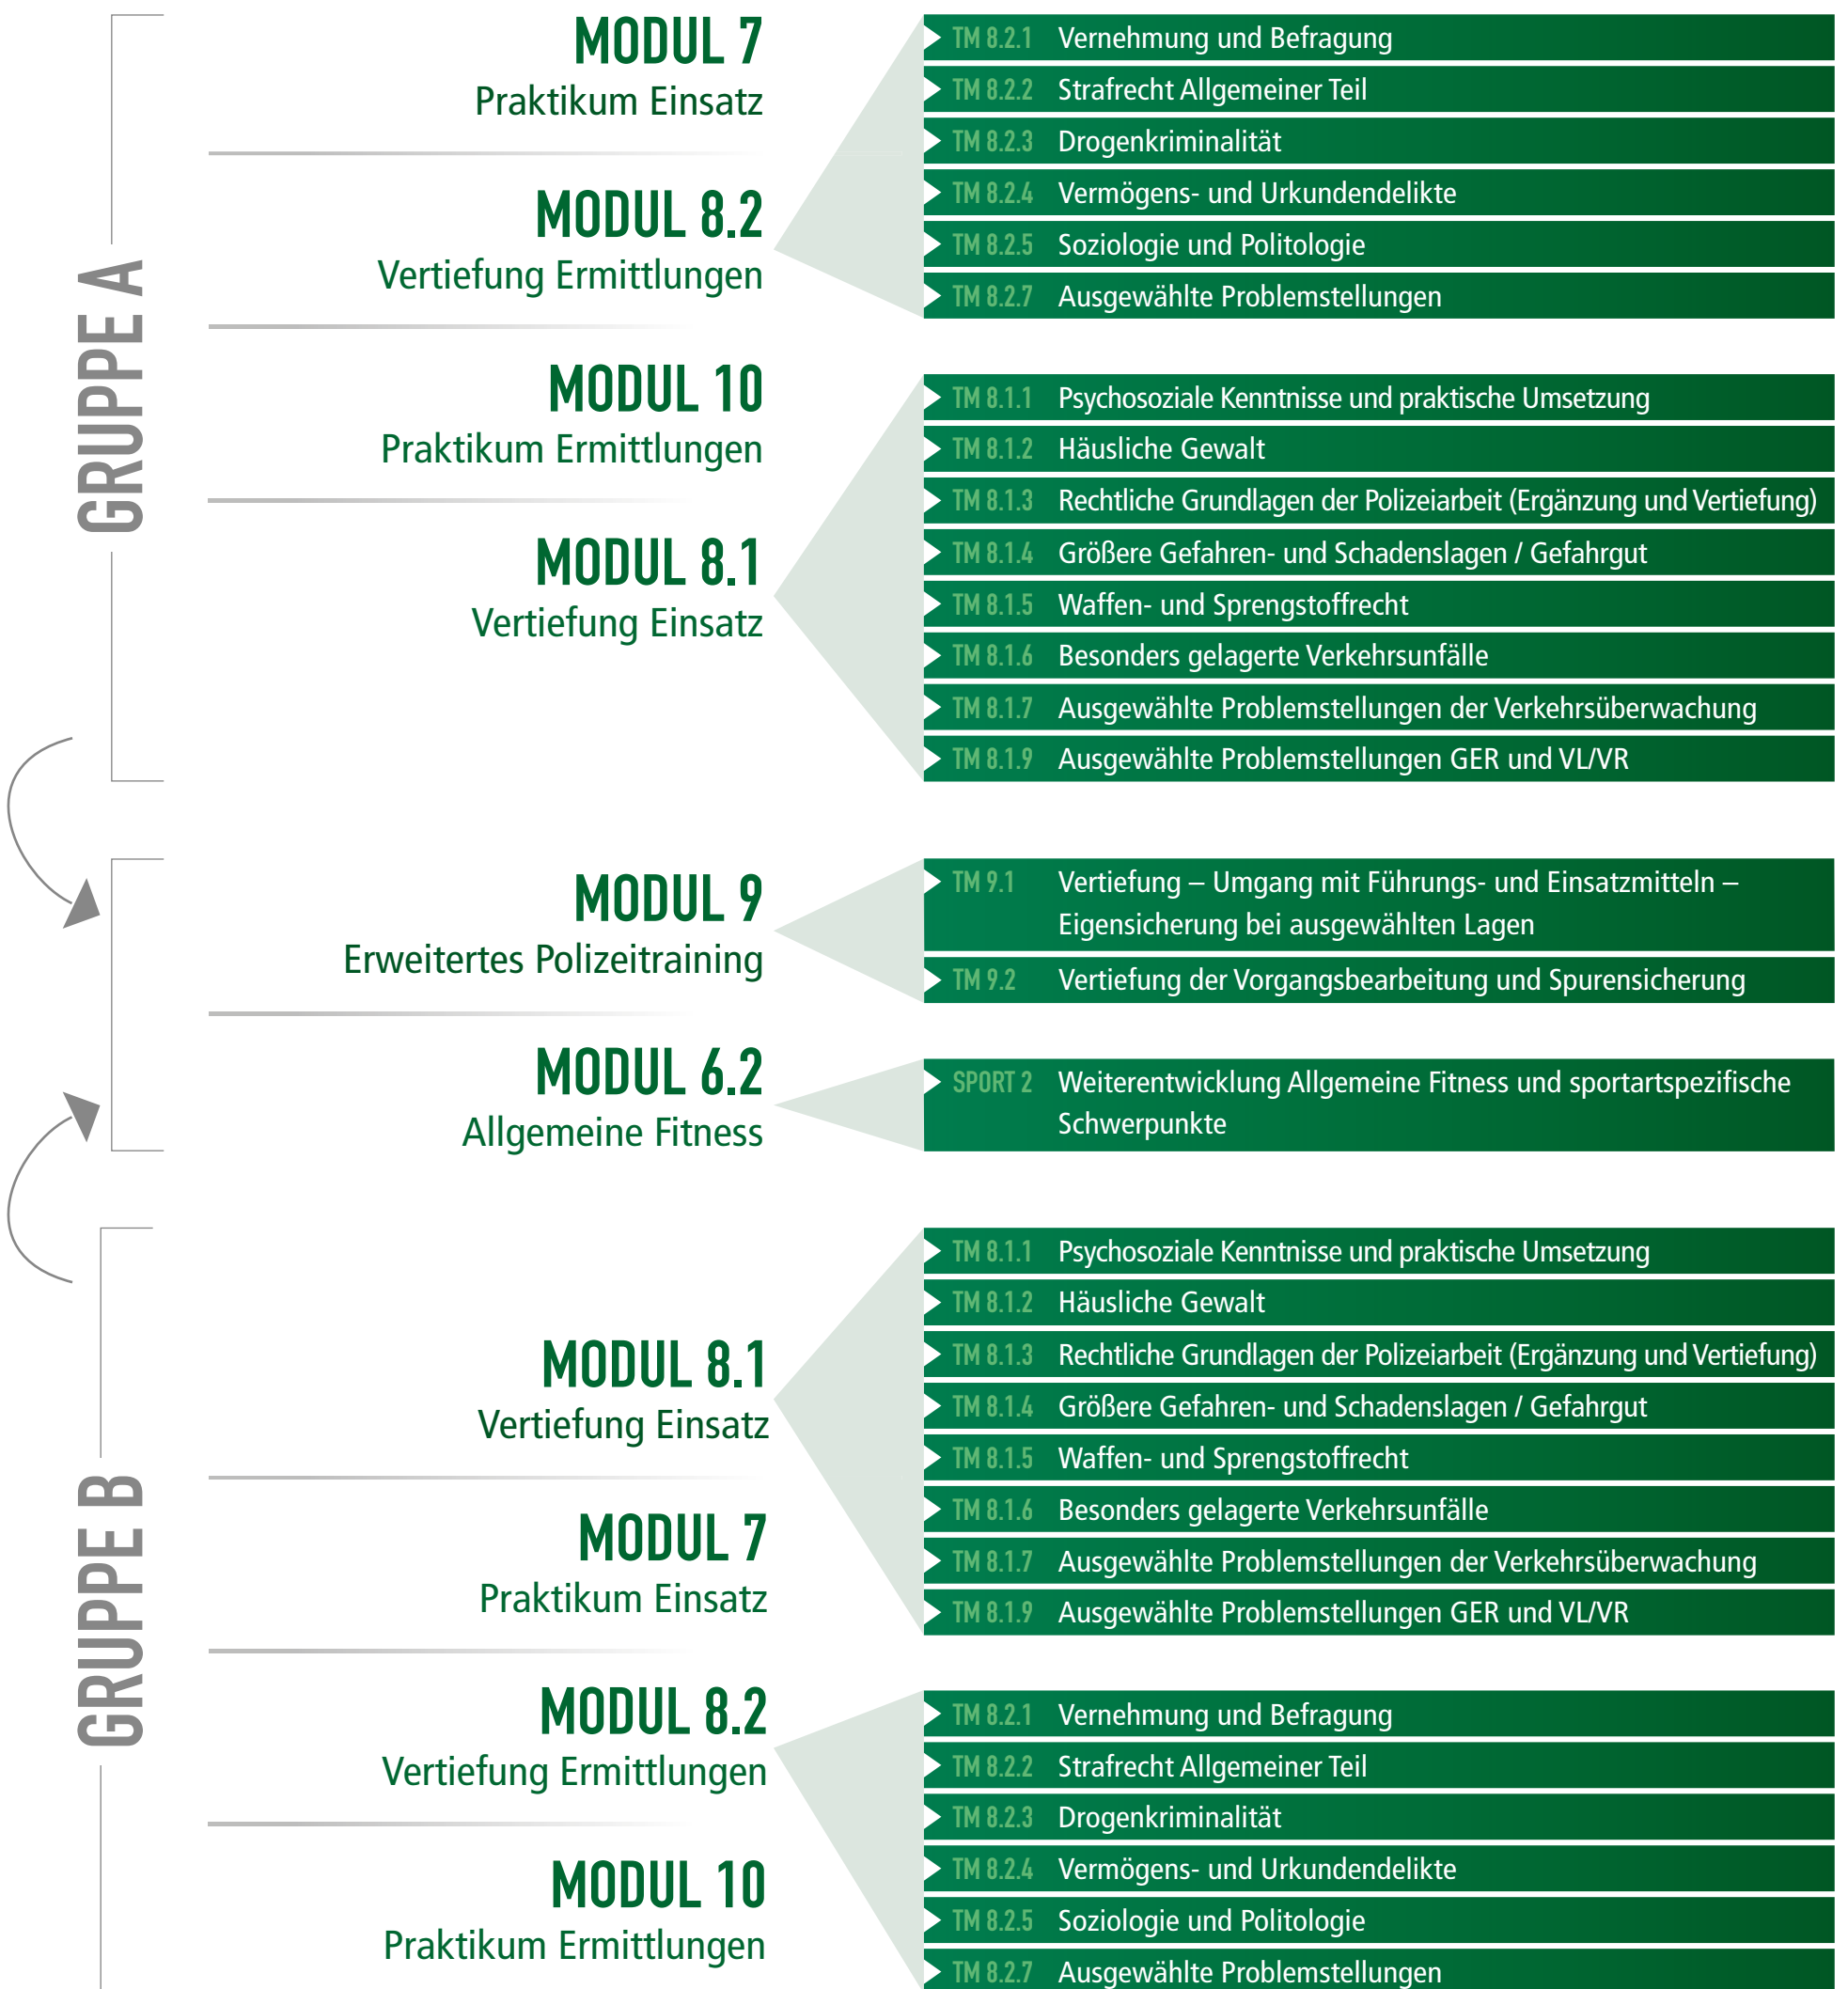 GRUPPE A
MODUL 7
Praktikum Einsatz
MODUL 8.2
Vertiefung Ermittlungen
TM 8.2.1 Vernehmung und Befragung
TM 8.2.2 Strafrecht Allgemeiner Teil
TM 8.2.3 Drogenkriminalität
TM 8.2.4 Vermögens- und Urkundendelikte
TM 8.2.5 Soziologie und Politologie
TM 8.2.7 Ausgewählte Problemstellungen
MODUL 10
Praktikum Ermittlungen
MODUL 8.1
Vertiefung Einsatz
TM 8.1.1 Psychosoziale Kenntnisse und praktische Umsetzung
TM 8.1.2 Häusliche Gewalt
TM 8.1.3 Rechtliche Grundlagen der Polizeiarbeit (Ergänzung und Vertiefung)
TM 8.1.4 Größere Gefahren- und Schadenslagen / Gefahrgut
TM 8.1.5 Waffen- und Sprengstoffrecht
TM 8.1.6 Besonders gelagerte Verkehrsunfälle
TM 8.1.7 Ausgewählte Problemstellungen der Verkehrsüberwachung
TM 8.1.9 Ausgewählte Problemstellungen GER und VL/VR
MODUL 9
Erweitertes Polizeitraining
TM 9.1 Vertiefung – Umgang mit Führungs- und Einsatzmitteln –
Eigensicherung bei ausgewählten Lagen
TM 9.2 Vertiefung der Vorgangsbearbeitung und Spurensicherung
MODUL 6.2
Allgemeine Fitness
SPORT 2 Weiterentwicklung Allgemeine Fitness und sportartspezifische
Schwerpunkte
GRUPPE B
MODUL 8.1
Vertiefung Einsatz
TM 8.1.1 Psychosoziale Kenntnisse und praktische Umsetzung
TM 8.1.2 Häusliche Gewalt
TM 8.1.3 Rechtliche Grundlagen der Polizeiarbeit (Ergänzung und Vertiefung)
TM 8.1.4 Größere Gefahren- und Schadenslagen / Gefahrgut
TM 8.1.5 Waffen- und Sprengstoffrecht
TM 8.1.6 Besonders gelagerte Verkehrsunfälle
TM 8.1.7 Ausgewählte Problemstellungen der Verkehrsüberwachung
TM 8.1.9 Ausgewählte Problemstellungen GER und VL/VR
MODUL 7
Praktikum Einsatz
MODUL 8.2
Vertiefung Ermittlungen
TM 8.2.1 Vernehmung und Befragung
TM 8.2.2 Strafrecht Allgemeiner Teil
TM 8.2.3 Drogenkriminalität
TM 8.2.4 Vermögens- und Urkundendelikte
TM 8.2.5 Soziologie und Politologie
TM 8.2.7 Ausgewählte Problemstellungen
MODUL 10
Praktikum Ermittlungen